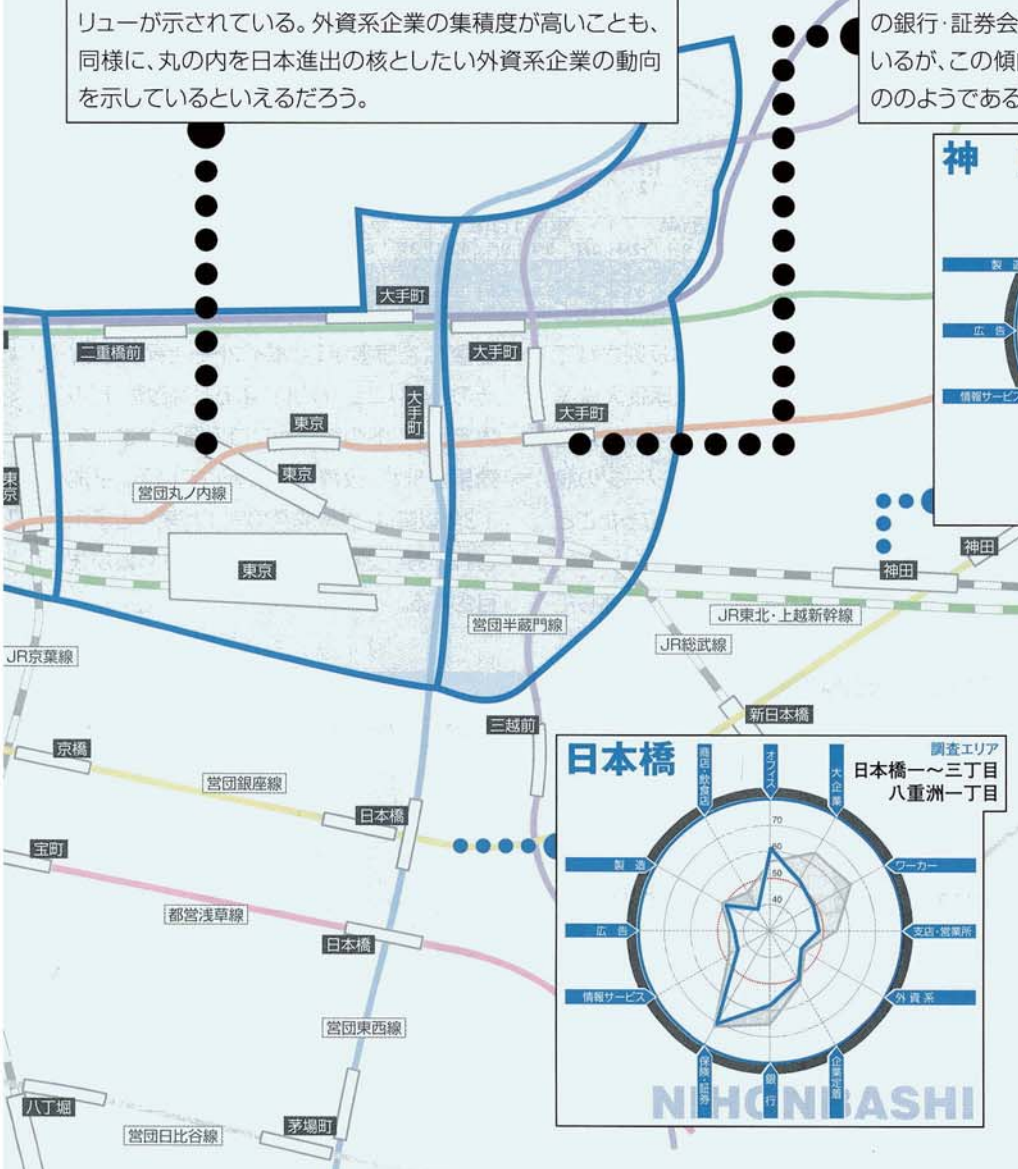 リューが示されている。外資系企業の集積度が高いことも、
同様に、丸の内を日本進出の核としたい外資系企業の動向
を示しているといえるだろう。
の銀行・証券会
いるが、この傾
ののようである
神
製
広告
情報サービス
大手町
二重橋前
大手町
大手町
大手町
東京
東京
東京
営団丸ノ内線
東京
神田
神田
営団半蔵門線
JR東北・上越新幹線
JR総武線
JR京葉線
三越前
新日本橋
京橋
営団銀座線
日本橋
宝町
都営浅草線
日本橋
営団東西線
八丁堀
営団日比谷線
茅場町
日本橋
調査エリア
日本橋一〜三丁目
八重洲一丁目
商店・飲食店
オフィス
大企業
製造
ワーカー
広告
支店・営業所
情報サービス
外資系
保険・証券
銀行
企業定着
70
60
50
40
NIHONBASHI